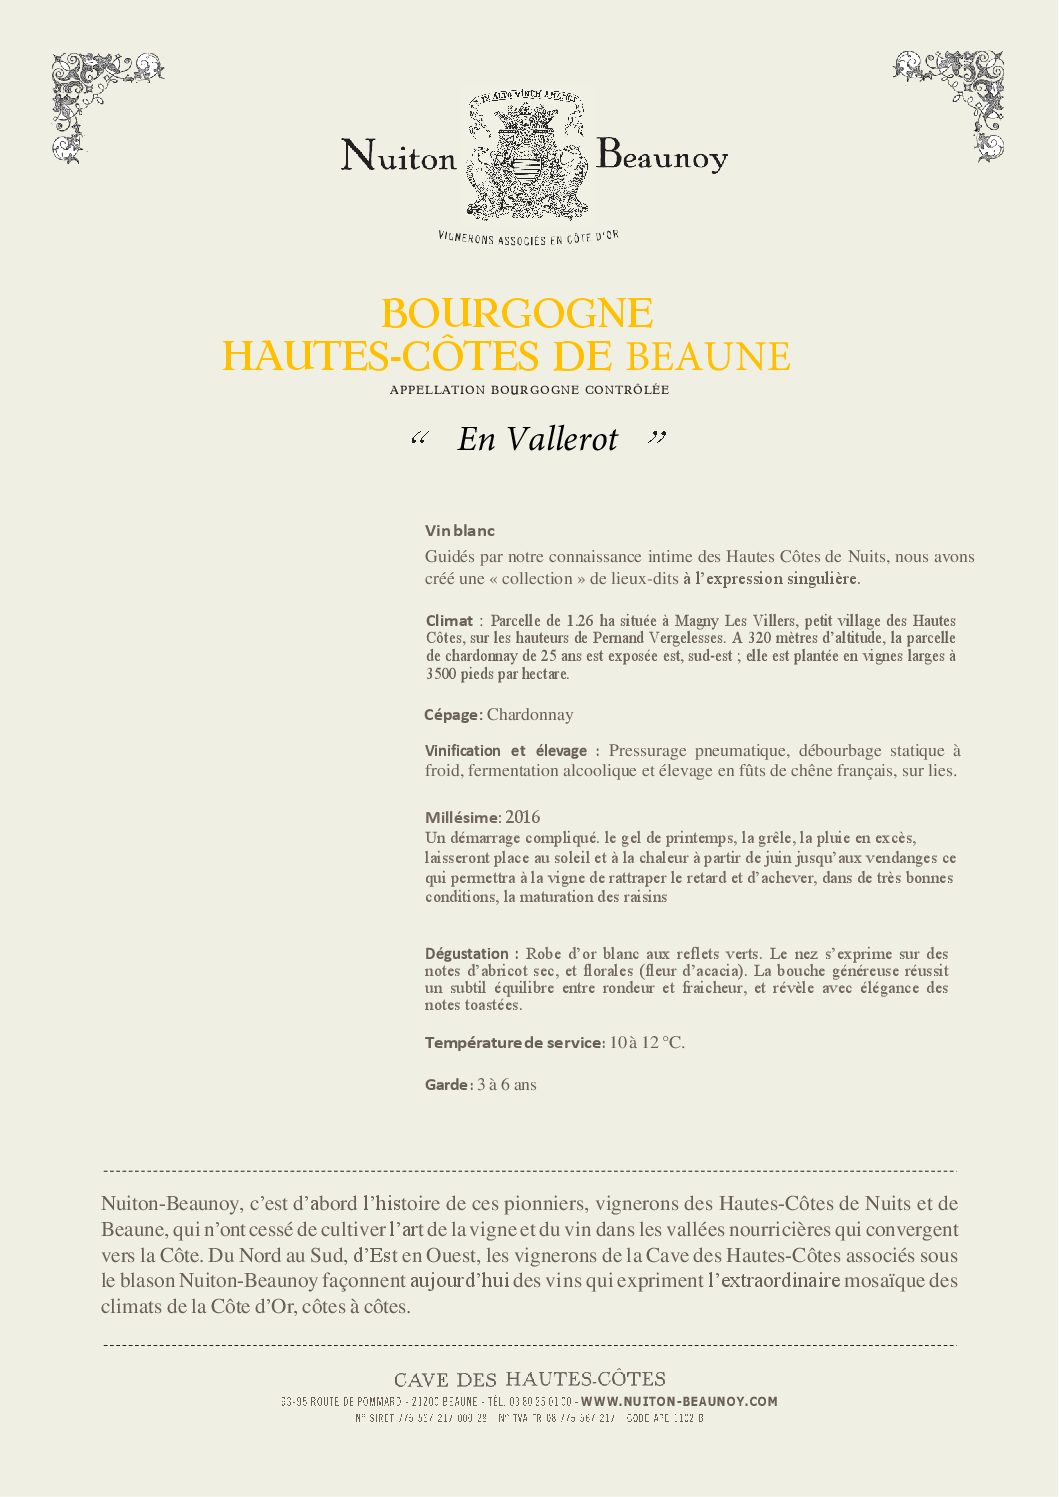 Nuiton Beaunoy
VIGNERONS ASSOCIÉS EN CÔTE D'OR
BOURGOGNE
HAUTES-CÔTES DE BEAUNE
APPELLATION BOURGOGNE CONTRÔLÉE
“ En Vallerot ”
Vin blanc
Guidés par notre connaissance intime des Hautes Côtes de Nuits, nous avons
créé une « collection » de lieux-dits à l’expression singulière.
Climat : Parcelle de 1.26 ha située à Magny Les Villers, petit village des Hautes
Côtes, sur les hauteurs de Pernand Vergelesses. A 320 mètres d’altitude, la parcelle
de chardonnay de 25 ans est exposée est, sud-est ; elle est plantée en vignes larges à
3500 pieds par hectare.
Cépage : Chardonnay
Vinification et élevage : Pressurage pneumatique, débourbage statique à
froid, fermentation alcoolique et élevage en fûts de chêne français, sur lies.
Millésime: 2016
Un démarrage compliqué. le gel de printemps, la grêle, la pluie en excès,
laisseront place au soleil et à la chaleur à partir de juin jusqu’aux vendanges ce
qui permettra à la vigne de rattraper le retard et d’achever, dans de très bonnes
conditions, la maturation des raisins
Dégustation : Robe d’or blanc aux reflets verts. Le nez s’exprime sur des
notes d’abricot sec, et florales (fleur d’acacia). La bouche généreuse réussit
un subtil équilibre entre rondeur et fraicheur, et révèle avec élégance des
notes toastées.
Température de service : 10 à 12 °C.
Garde : 3 à 6 ans
Nuiton-Beaunoy, c’est d’abord l’histoire de ces pionniers, vignerons des Hautes-Côtes de Nuits et de
Beaune, qui n’ont cessé de cultiver l’art de la vigne et du vin dans les vallées nourricières qui convergent
vers la Côte. Du Nord au Sud, d’Est en Ouest, les vignerons de la Cave des Hautes-Côtes associés sous
le blason Nuiton-Beaunoy façonnent aujourd’hui des vins qui expriment l’extraordinaire mosaïque des
climats de la Côte d’Or, côtes à côtes.
CAVE DES HAUTES-CÔTES
ROUTE DE POMMARD - 21200 BEAUNE - TÉL. 03 80 25 01 00 - WWW.NUITON-BEAUNOY.COM
N° SIRET N° TVA FR CODE APE